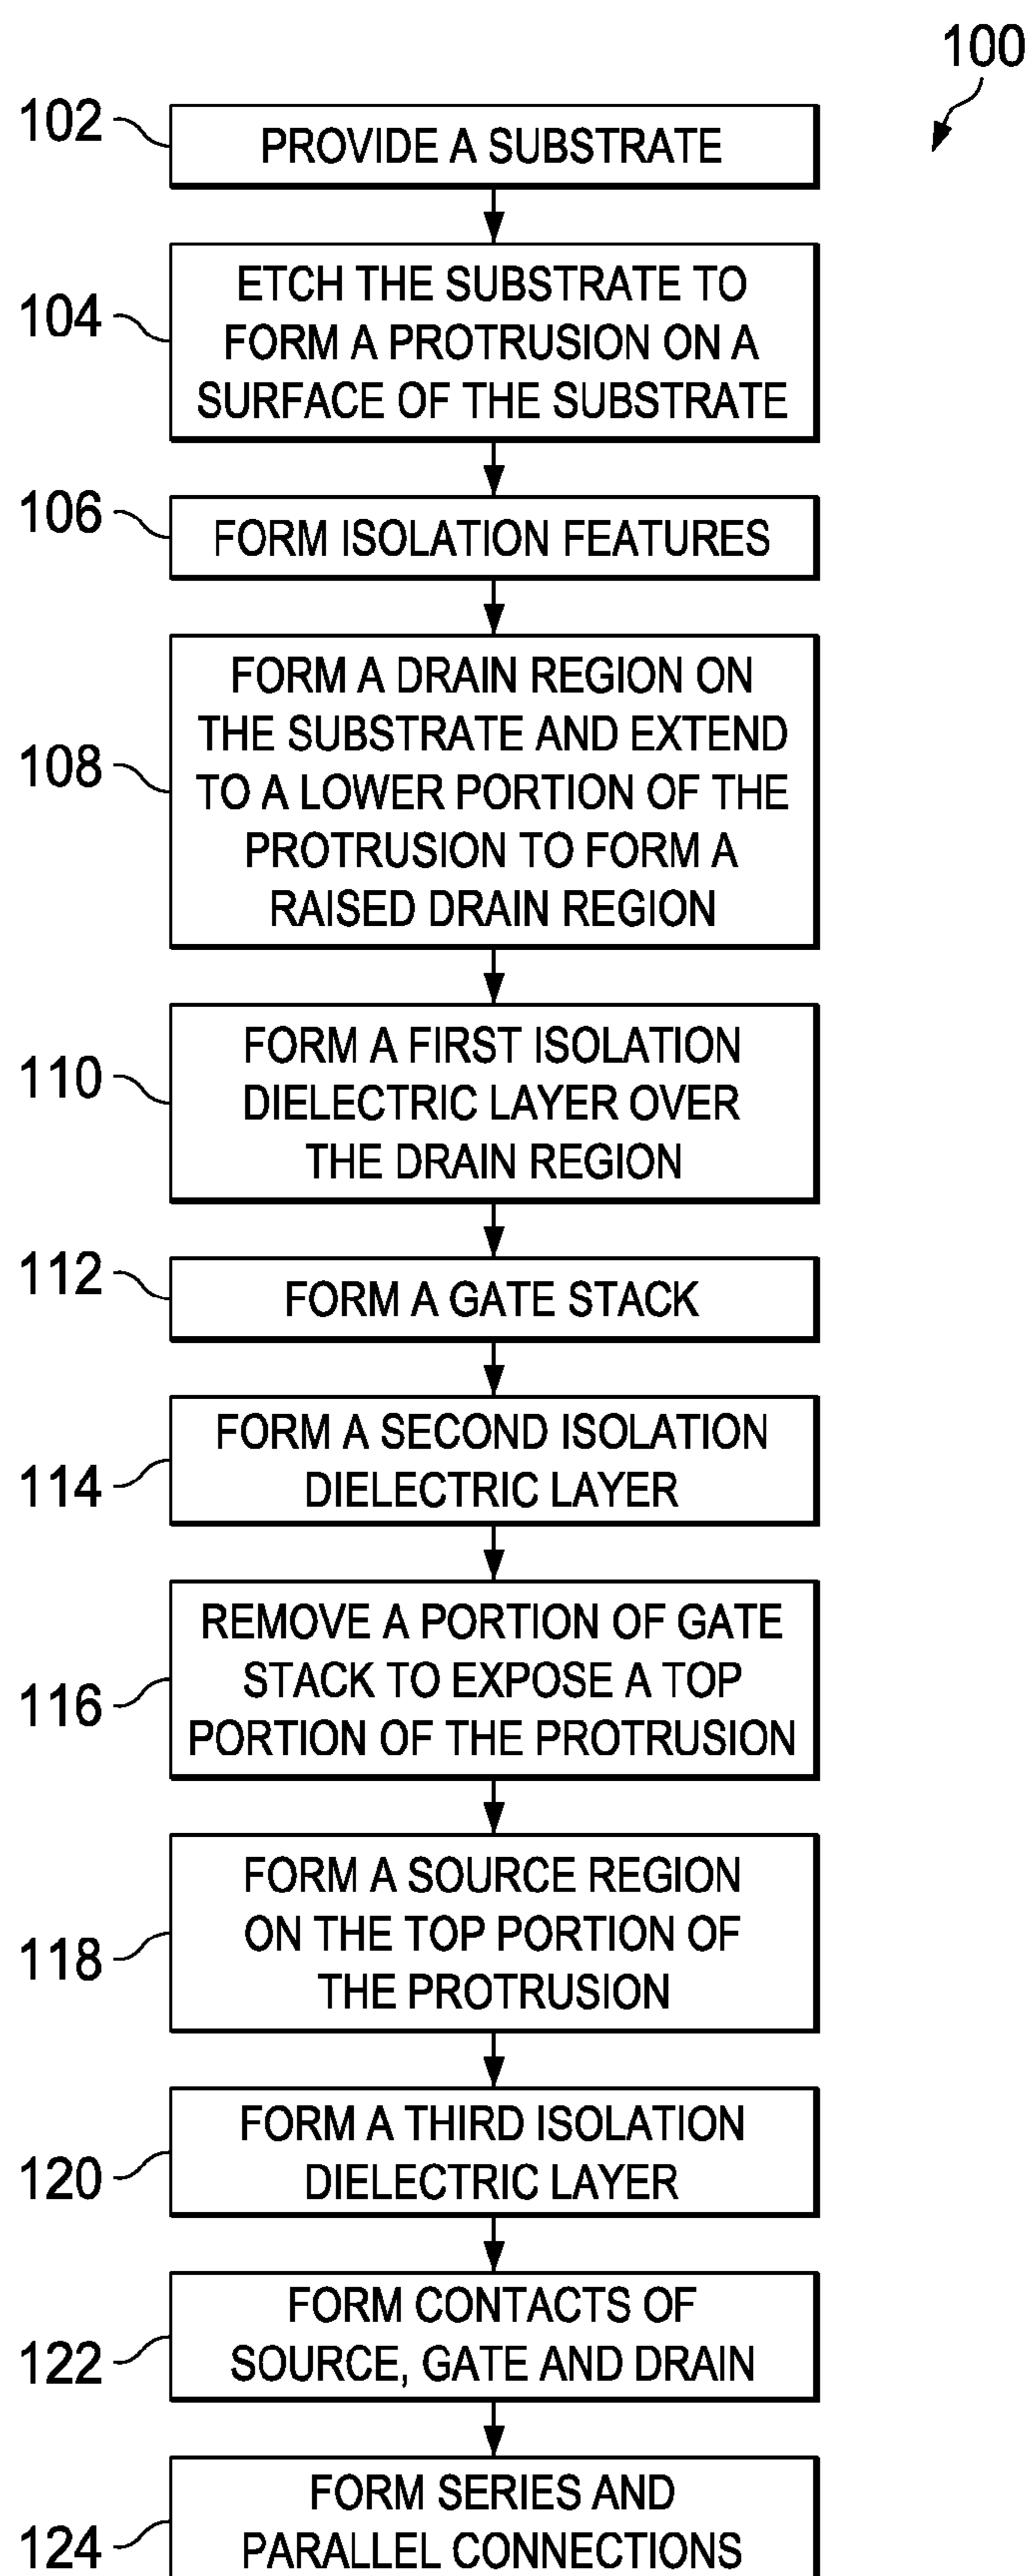 100
102
PROVIDE A SUBSTRATE
104
ETCH THE SUBSTRATE TO
FORM A PROTRUSION ON A
SURFACE OF THE SUBSTRATE
106
FORM ISOLATION FEATURES
108
FORM A DRAIN REGION ON
THE SUBSTRATE AND EXTEND
TO A LOWER PORTION OF THE
PROTRUSION TO FORM A
RAISED DRAIN REGION
110
FORM A FIRST ISOLATION
DIELECTRIC LAYER OVER
THE DRAIN REGION
112
FORM A GATE STACK
114
FORM A SECOND ISOLATION
DIELECTRIC LAYER
116
REMOVE A PORTION OF GATE
STACK TO EXPOSE A TOP
PORTION OF THE PROTRUSION
118
FORM A SOURCE REGION
ON THE TOP PORTION OF
THE PROTRUSION
120
FORM A THIRD ISOLATION
DIELECTRIC LAYER
122
FORM CONTACTS OF
SOURCE, GATE AND DRAIN
124
FORM SERIES AND
PARALLEL CONNECTIONS